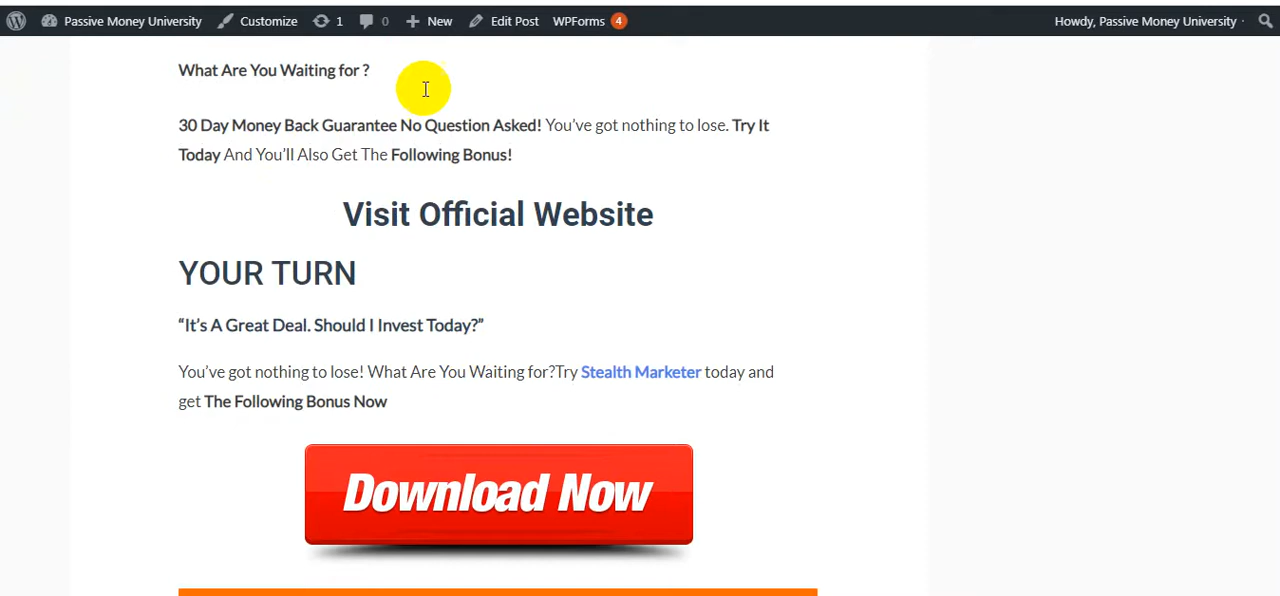 Passive Money University Customize 1 0 New Edit Post WPForms 4 Howdy, Passive Money University
What Are You Waiting for ?
30 Day Money Back Guarantee No Question Asked! You've got nothing to lose. Try It
Today And You'll Also Get The Following Bonus!
Visit Official Website
YOUR TURN
“It's A Great Deal. Should I Invest Today?”
You've got nothing to lose! What Are You Waiting for?Try Stealth Marketer today and
get The Following Bonus Now
Download Now